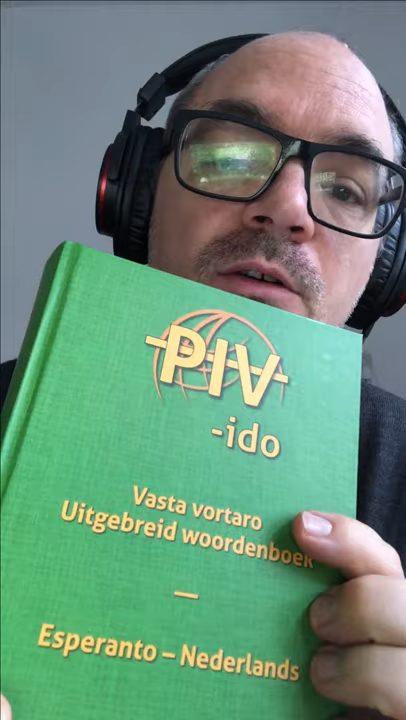 PIV
-ido
Vasta vortaro
Uitgebreid woordenboek
—
Esperanto – Nederlands